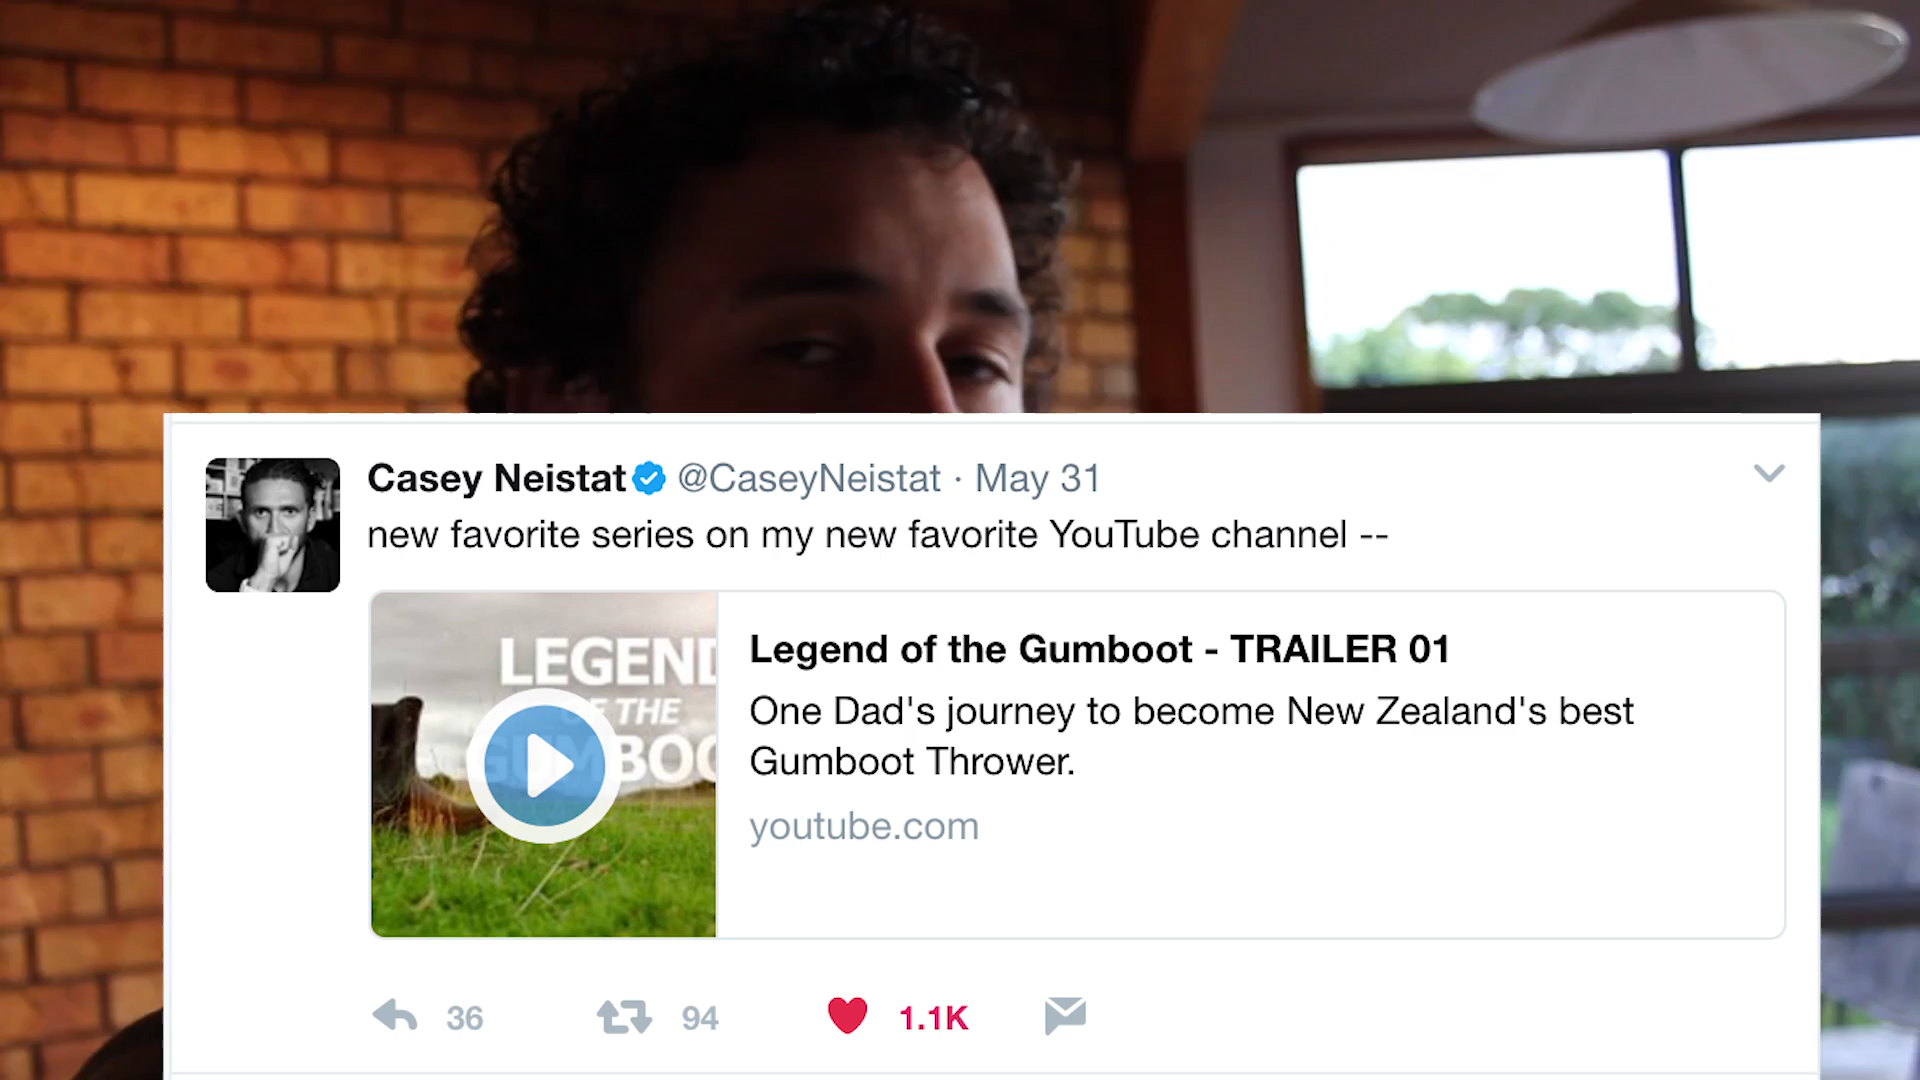 Casey Neistat @CaseyNeistat · May 31
new favorite series on my new favorite YouTube channel --
LEGEND
OF THE
GUMBOO
Legend of the Gumboot - TRAILER 01
One Dad's journey to become New Zealand's best
Gumboot Thrower.
youtube.com
36 94 1.1K